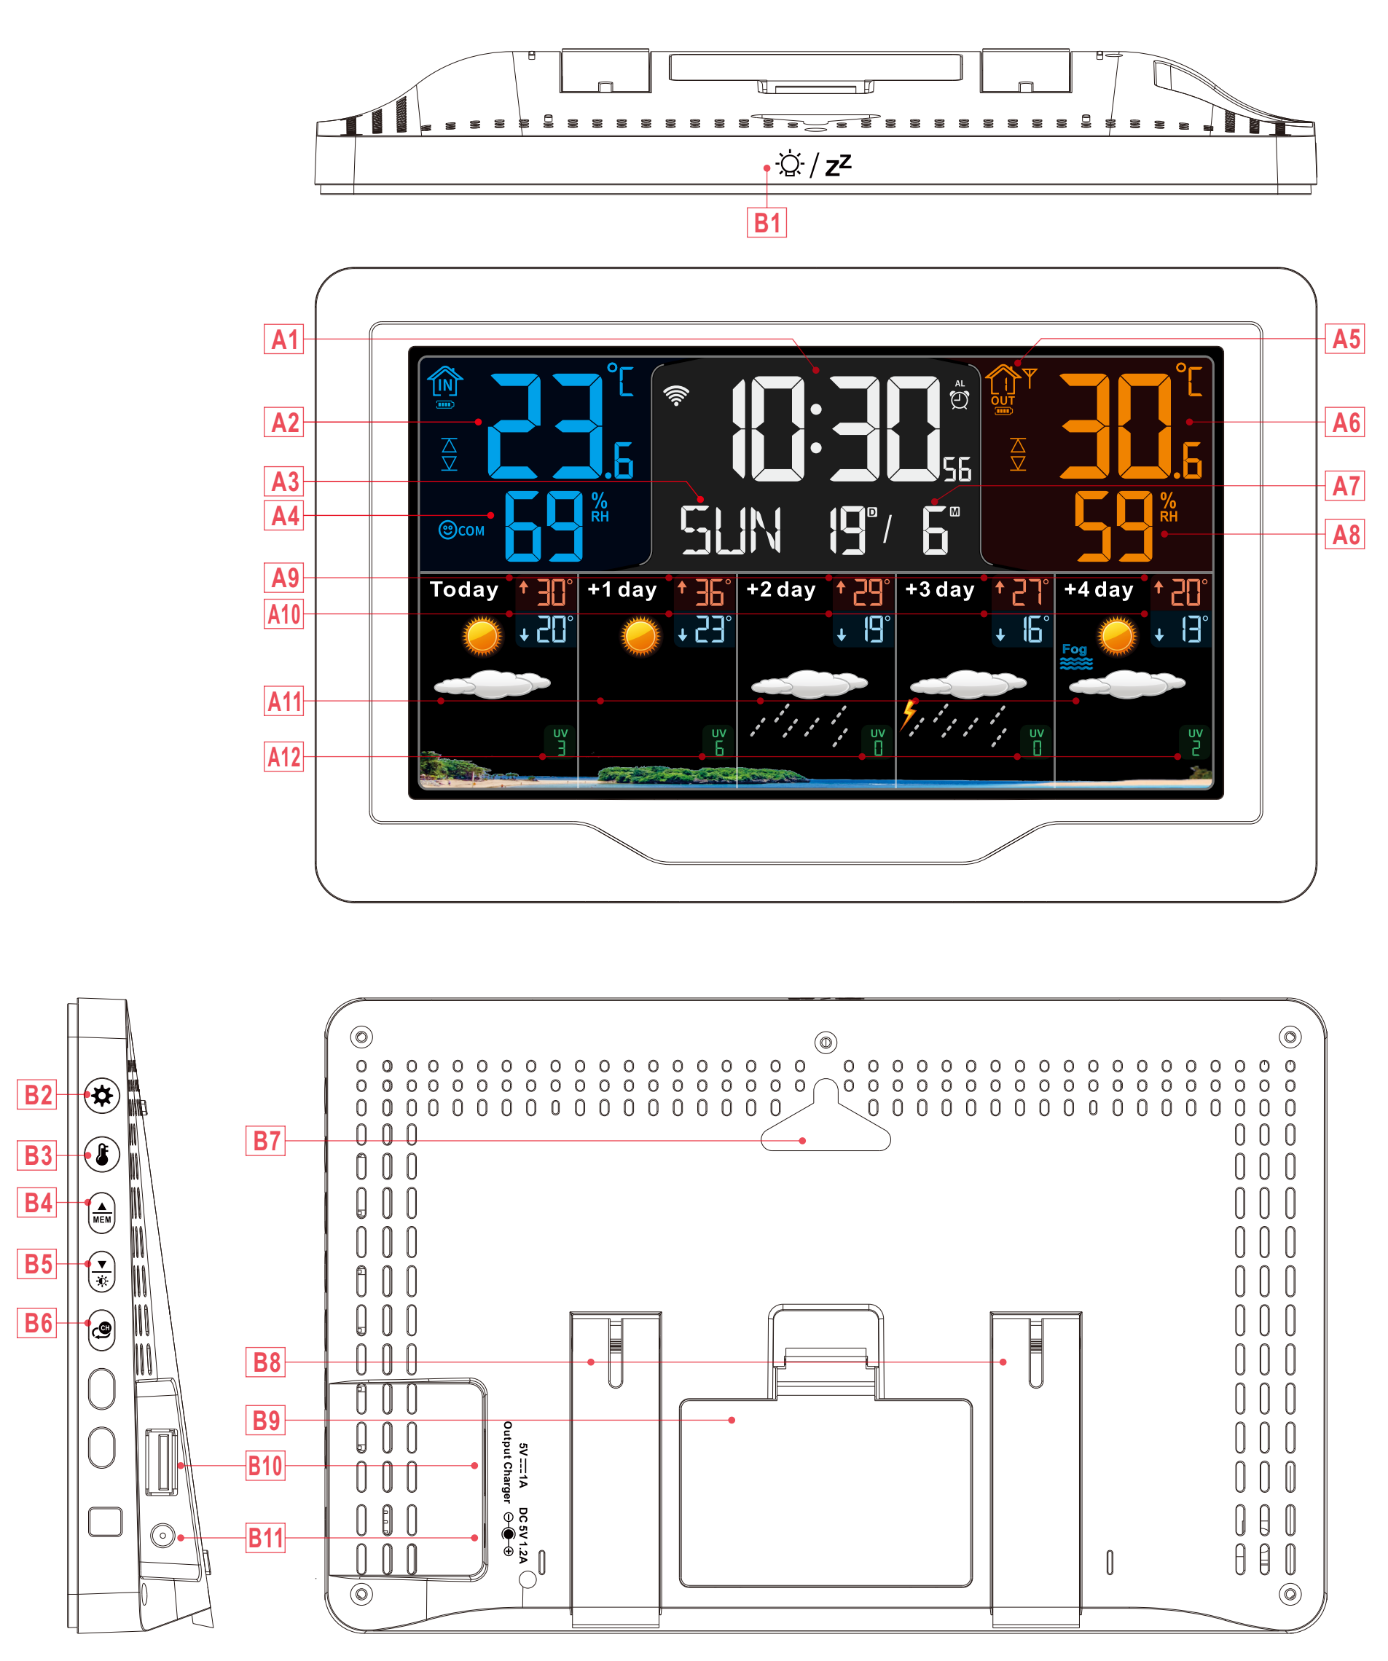 / zZ
B1
A1
A5
IN
23.6 °C
10:30 56
AL
1
OUT
30.6 °C
A2
A6
A3
A7
A4
COM
69 % RH
SUN 19 D / 6 M
59 % RH
A8
A9
Today ↑ 30° +1 day ↑ 36° +2 day ↑ 29° +3 day ↑ 27° +4 day ↑ 20°
A10
↓ 20° ↓ 23° ↓ 19° ↓ 16° ↓ 13°
Fog
A11
UV UV UV UV UV
A12
3 6 0 0 2
B2
B3
B4
MEM
B5
B6
CH
B7
B8
B9
B10
B11
5V 1A
Output Charger
DC 5V 1.2A